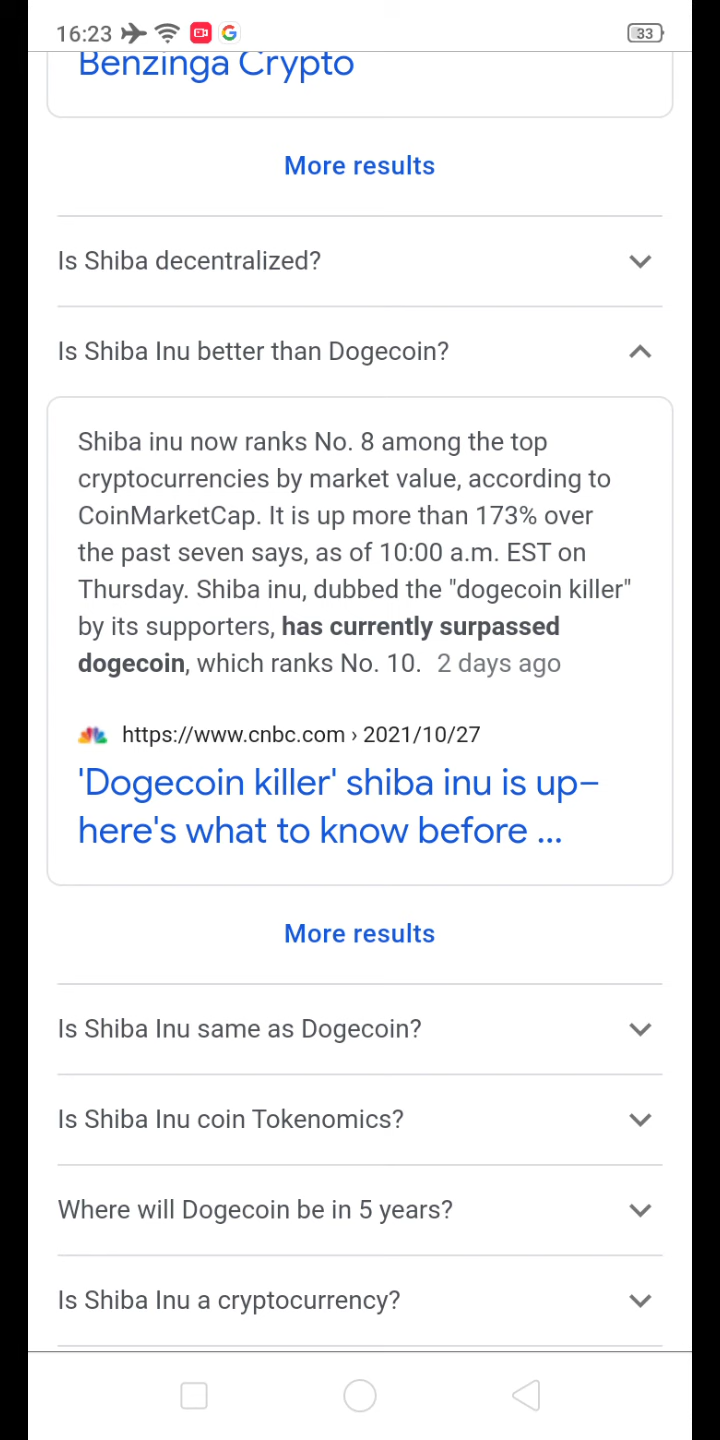 16:23
33
Benzinga Crypto
More results
Is Shiba decentralized?
Is Shiba Inu better than Dogecoin?
Shiba inu now ranks No. 8 among the top
cryptocurrencies by market value, according to
CoinMarketCap. It is up more than 173% over
the past seven says, as of 10:00 a.m. EST on
Thursday. Shiba inu, dubbed the "dogecoin killer"
by its supporters, has currently surpassed
dogecoin, which ranks No. 10. 2 days ago
https://www.cnbc.com › 2021/10/27
'Dogecoin killer' shiba inu is up–
here's what to know before ...
More results
Is Shiba Inu same as Dogecoin?
Is Shiba Inu coin Tokenomics?
Where will Dogecoin be in 5 years?
Is Shiba Inu a cryptocurrency?